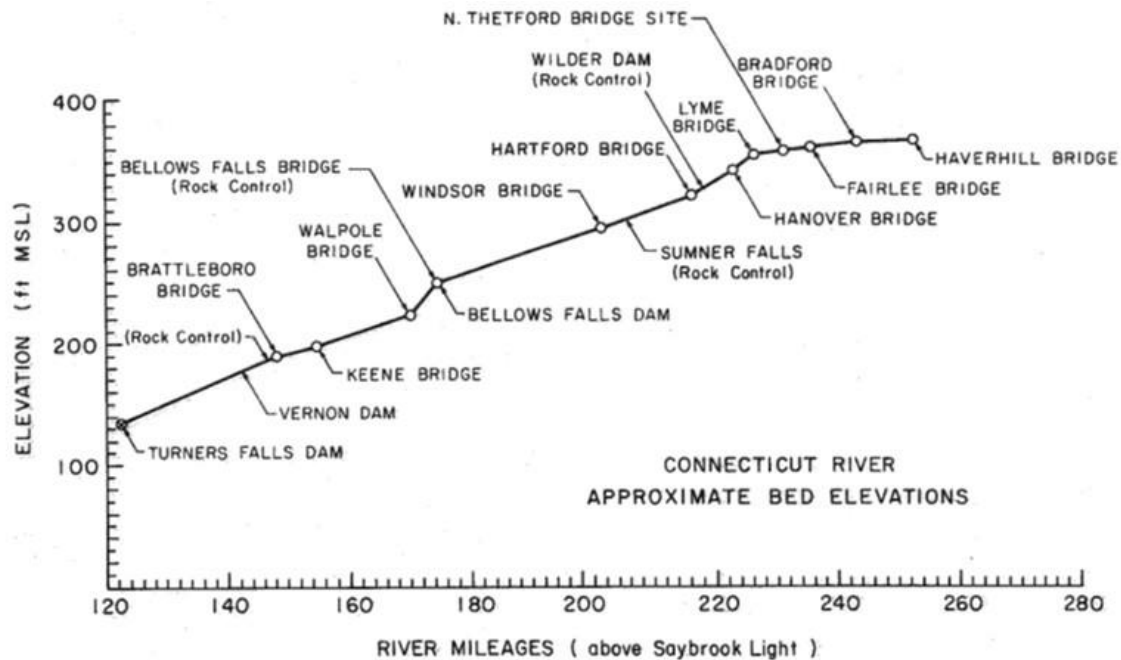 N. THETFORD BRIDGE SITE
WILDER DAM
(Rock Control)
BRADFORD
BRIDGE
LYME
BRIDGE
HARTFORD BRIDGE
HAVERHILL BRIDGE
FAIRLEE BRIDGE
HANOVER BRIDGE
BELLOWS FALLS BRIDGE
(Rock Control)
WINDSOR BRIDGE
SUMNER FALLS
(Rock Control)
WALPOLE
BRIDGE
BELLOWS FALLS DAM
BRATTLEBORO
BRIDGE
(Rock Control)
KEENE BRIDGE
VERNON DAM
TURNERS FALLS DAM
CONNECTICUT RIVER
APPROXIMATE BED ELEVATIONS
ELEVATION (ft MSL)
400
300
200
100
120 140 160 180 200 220 240 260 280
RIVER MILEAGES ( above Saybrook Light )